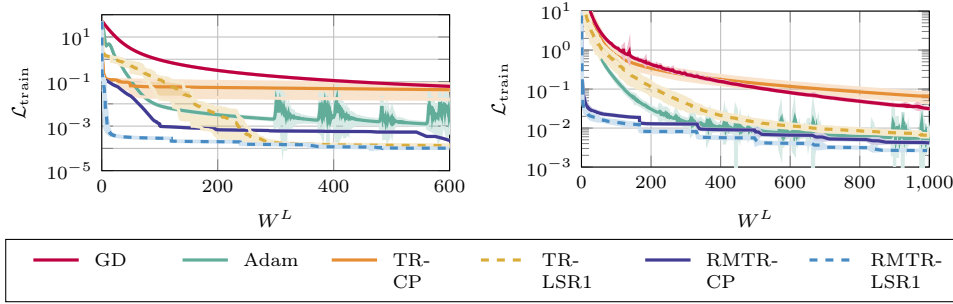 10^1
10^-1
10^-3
10^-5
0
200
400
600
W^L
L_train
10^1
10^0
10^-1
10^-2
10^-3
0
200
400
600
800
1,000
W^L
L_train
GD
Adam
TR-
CP
TR-
LSR1
RMTR-
CP
RMTR-
LSR1